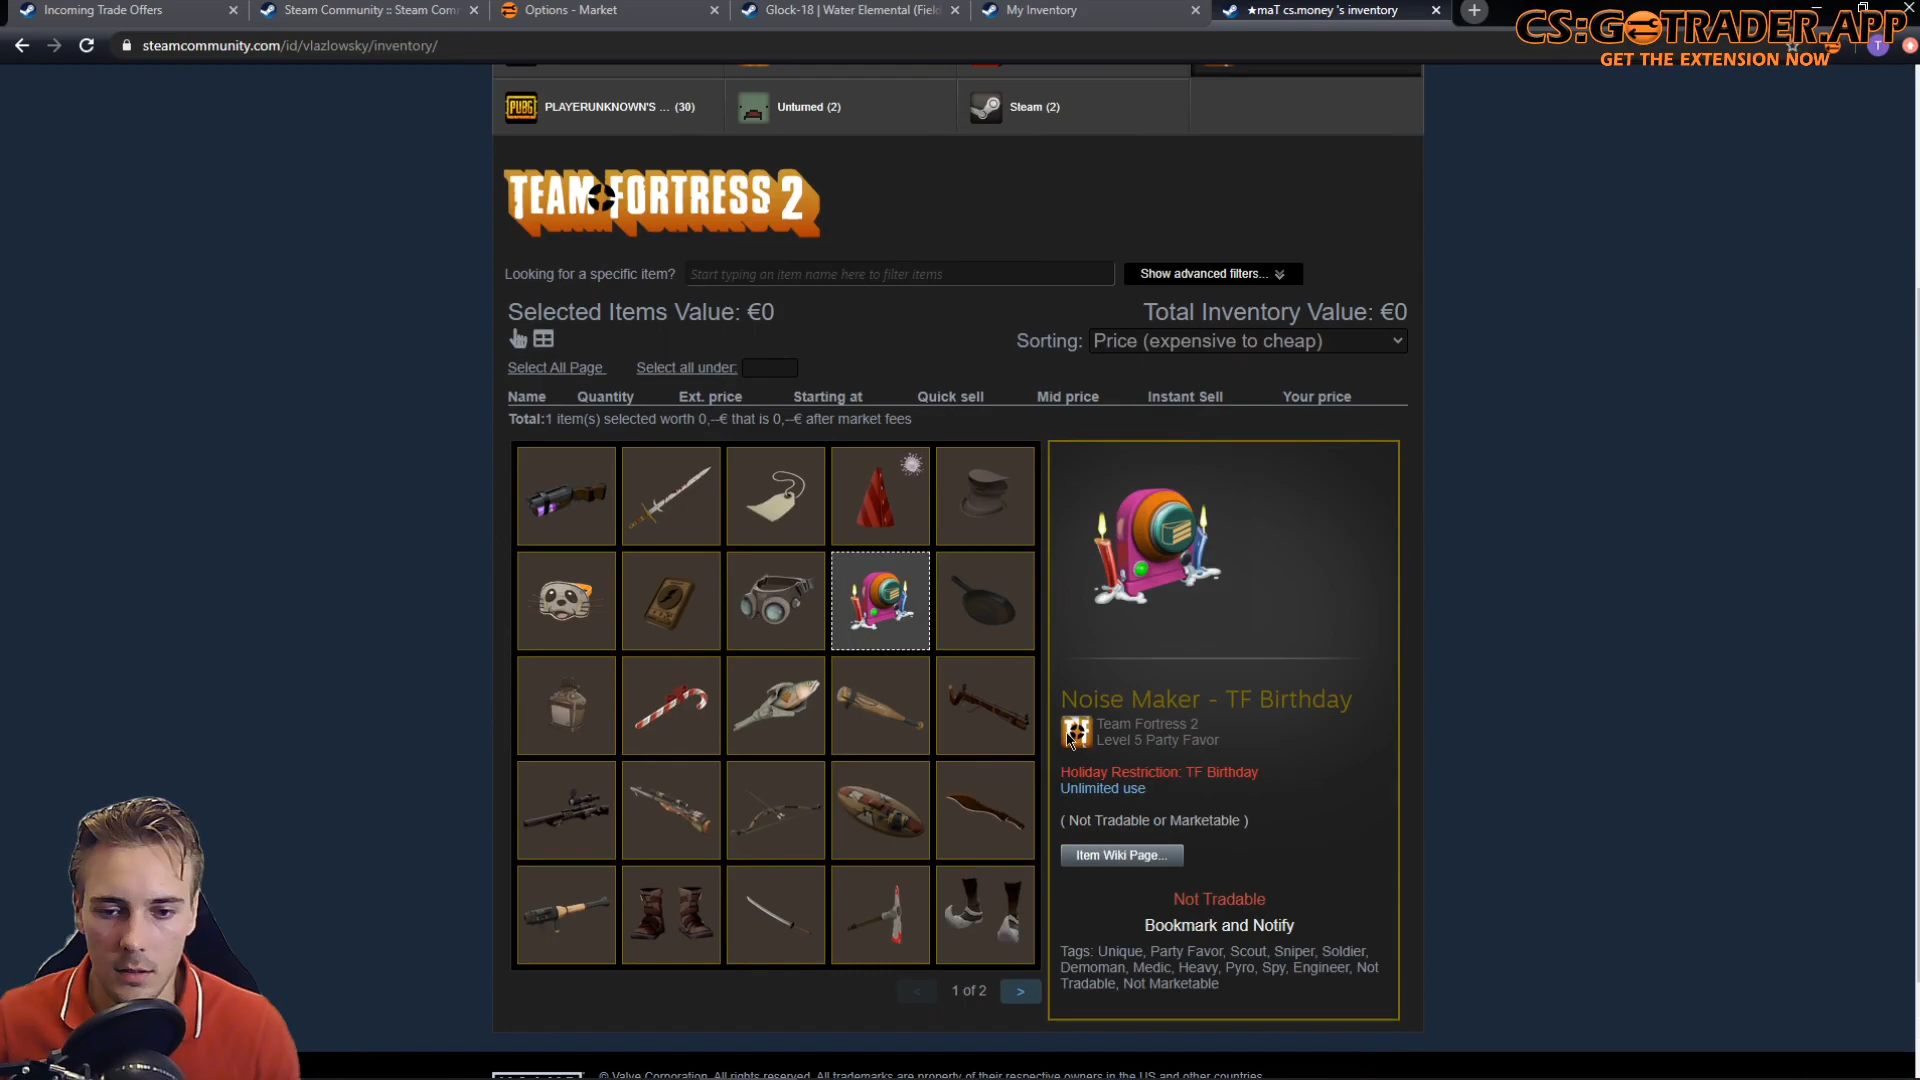 Incoming Trade Offers
Steam Community :: Steam Com
Options - Market
Glock-18 | Water Elemental (Fiel
My Inventory
★maT cs.money 's inventory
CS:GOTRADER.APP
GET THE EXTENSION NOW
steamcommunity.com/id/vlazlowsky/inventory/
T
PUBG
PLAYERUNKNOWN'S ... (30)
Unturned (2)
Steam (2)
TEAM FORTRESS 2
Looking for a specific item?
Start typing an item name here to filter items
Show advanced filters...
Selected Items Value: €0
Total Inventory Value: €0
Sorting:
Price (expensive to cheap)
Select All Page
Select all under:
Name
Quantity
Ext. price
Starting at
Quick sell
Mid price
Instant Sell
Your price
Total:1 item(s) selected worth 0,--€ that is 0,--€ after market fees
Noise Maker - TF Birthday
Team Fortress 2
Level 5 Party Favor
Holiday Restriction: TF Birthday
Unlimited use
( Not Tradable or Marketable )
Item Wiki Page...
Not Tradable
Bookmark and Notify
Tags: Unique, Party Favor, Scout, Sniper, Soldier,
Demoman, Medic, Heavy, Pyro, Spy, Engineer, Not
Tradable, Not Marketable
<
1 of 2
>
© Valve Corporation. All rights reserved. All trademarks are property of their respective owners in the US and other countries.